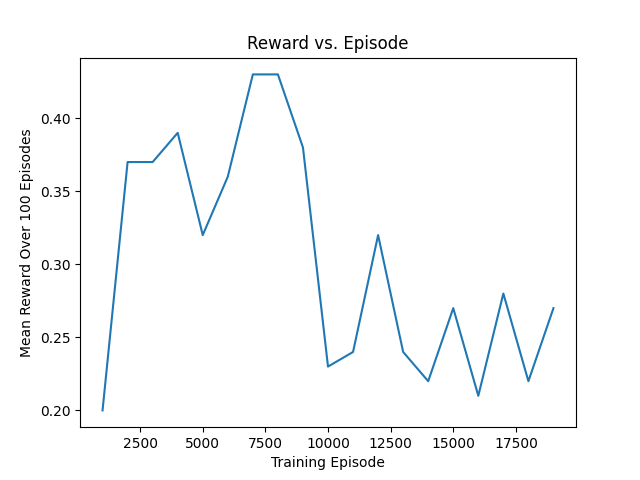 Reward vs. Episode
Mean Reward Over 100 Episodes
0.40
0.35
0.30
0.25
0.20
2500 5000 7500 10000 12500 15000 17500
Training Episode